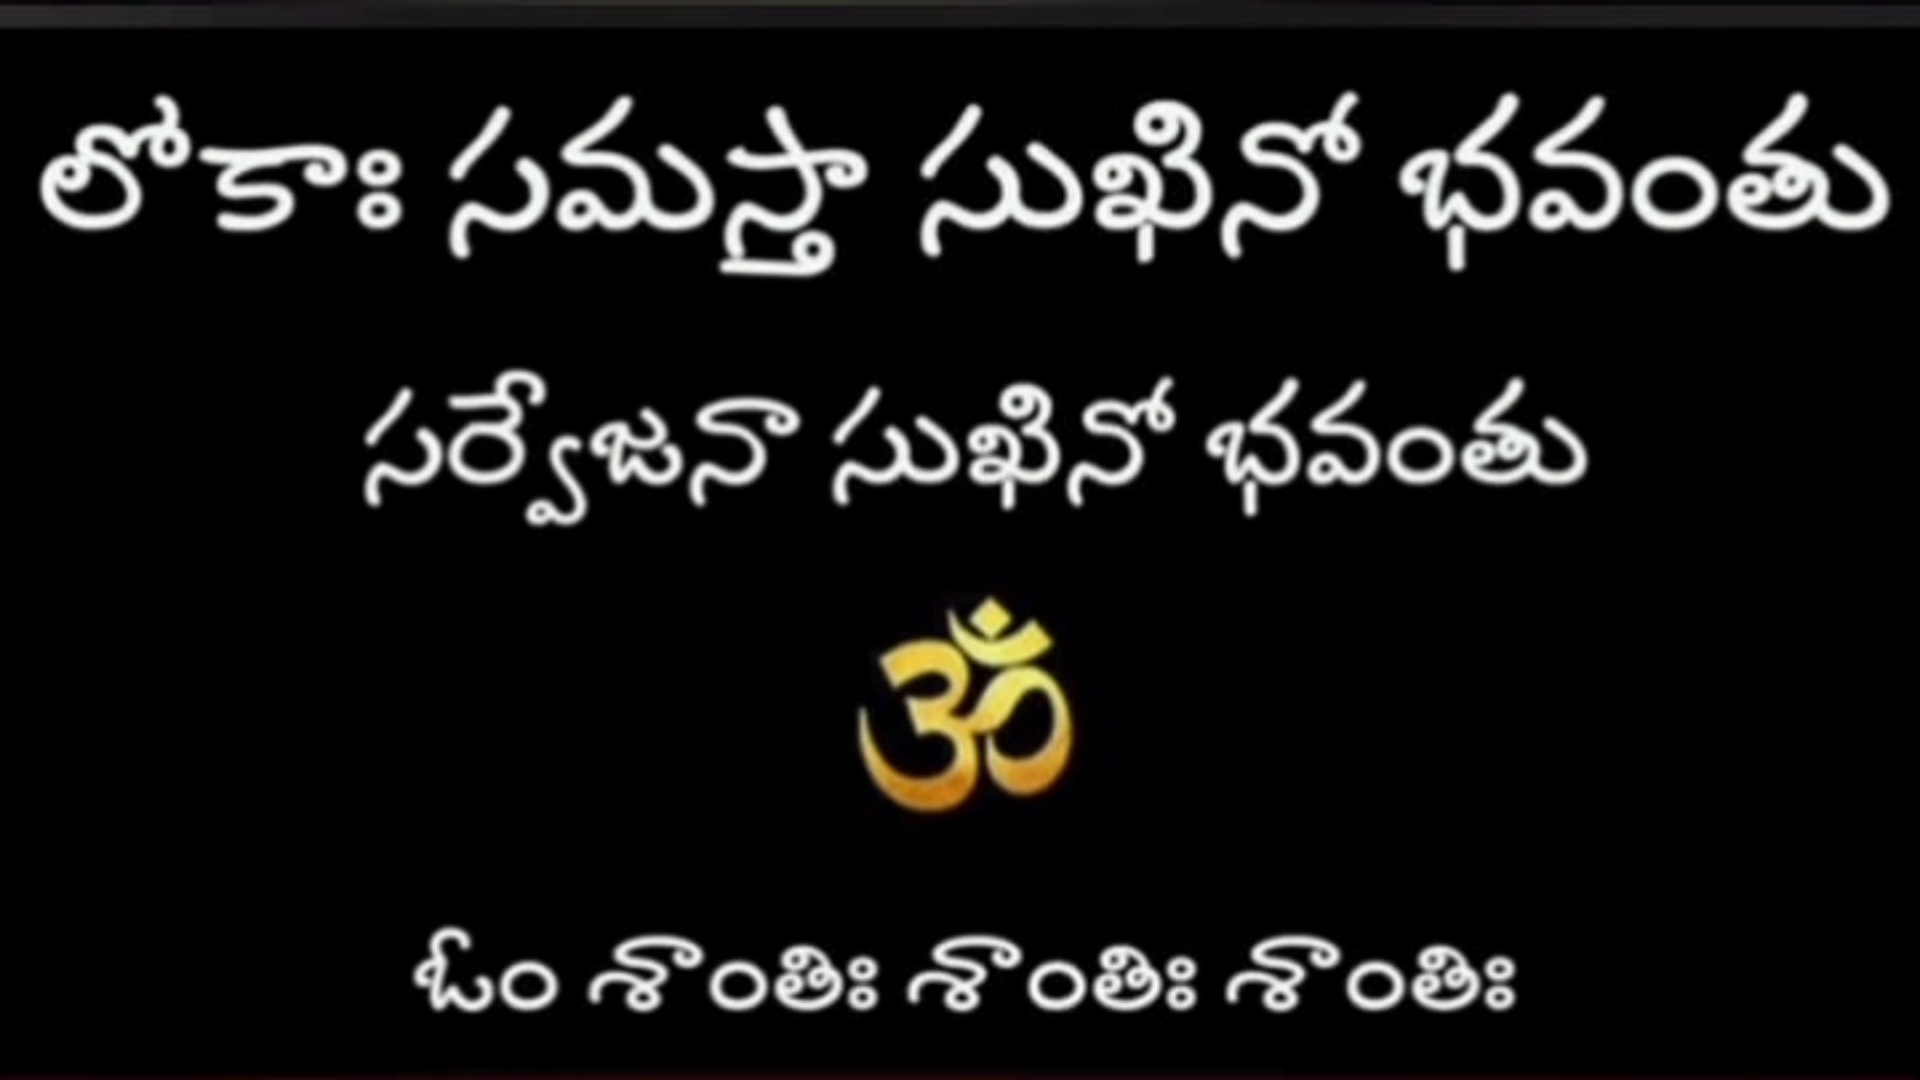 లోకాః సమస్తా సుఖినో భవంతు
సర్వేజనా సుఖినో భవంతు
ॐ
ఓం శాంతిః శాంతిః శాంతిః